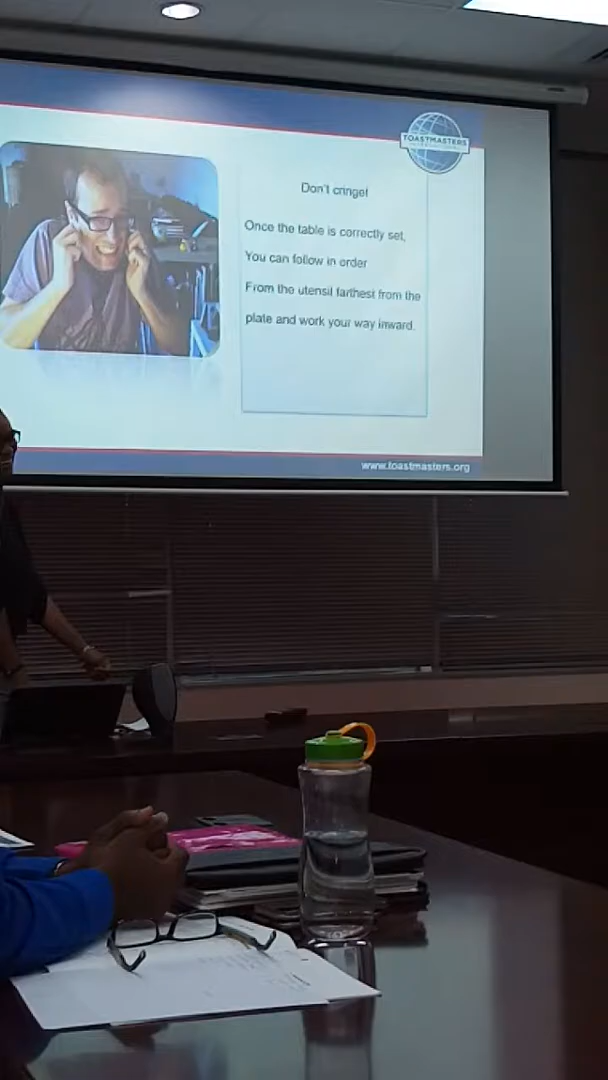 TOASTMASTERS
INTERNATIONAL
Don't cringe!
Once the table is correctly set,
You can follow in order
From the utensil farthest from the
plate and work your way inward.
www.toastmasters.org